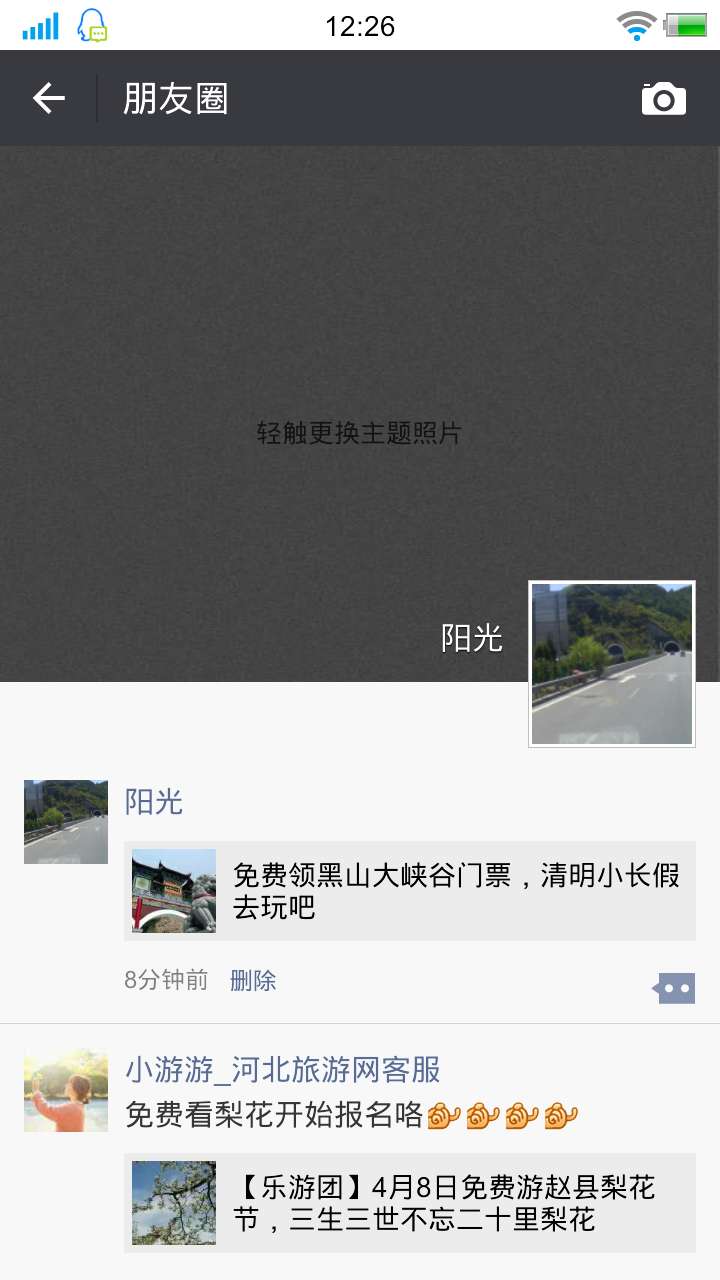 12:26
朋友圈
轻触更换主题照片
阳光
阳光
免费领黑山大峡谷门票，清明小长假
去玩吧
8分钟前 删除
小游游_河北旅游网客服
免费看梨花开始报名咯
【乐游团】4月8日免费游赵县梨花
节，三生三世不忘二十里梨花